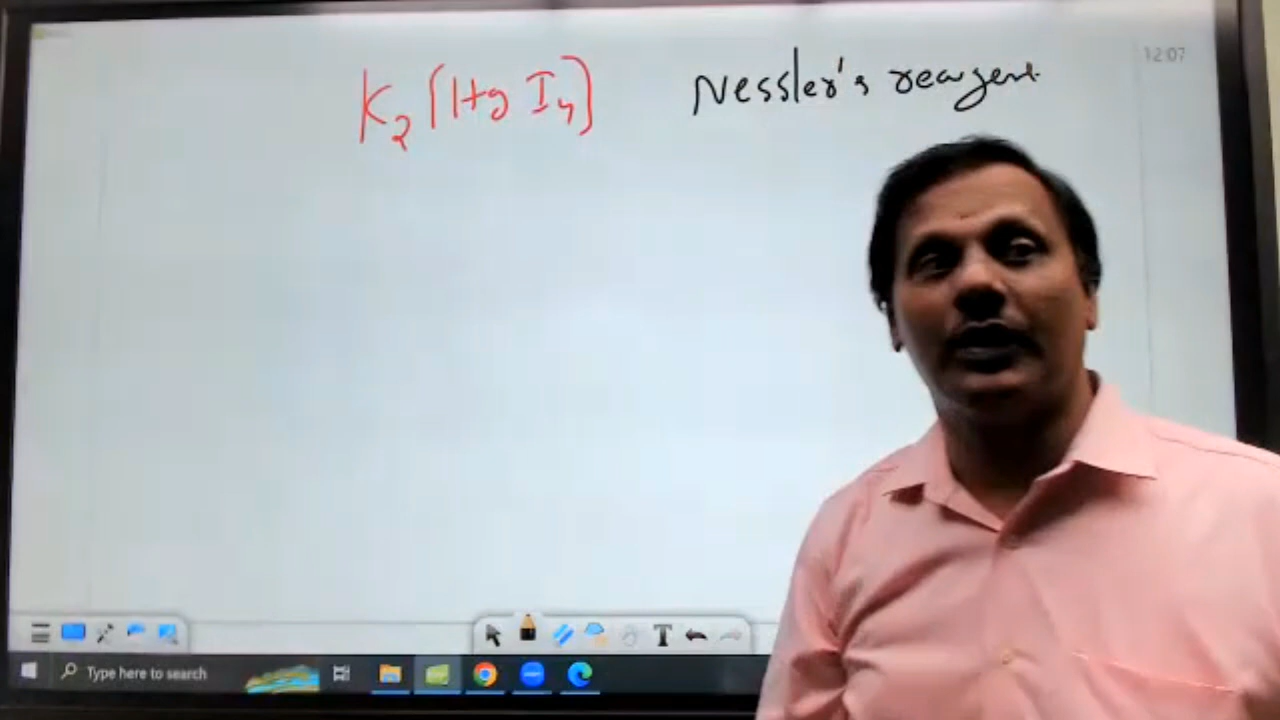 K₂[HgI₄] Nessler's reagent
12:07
T
Type here to search